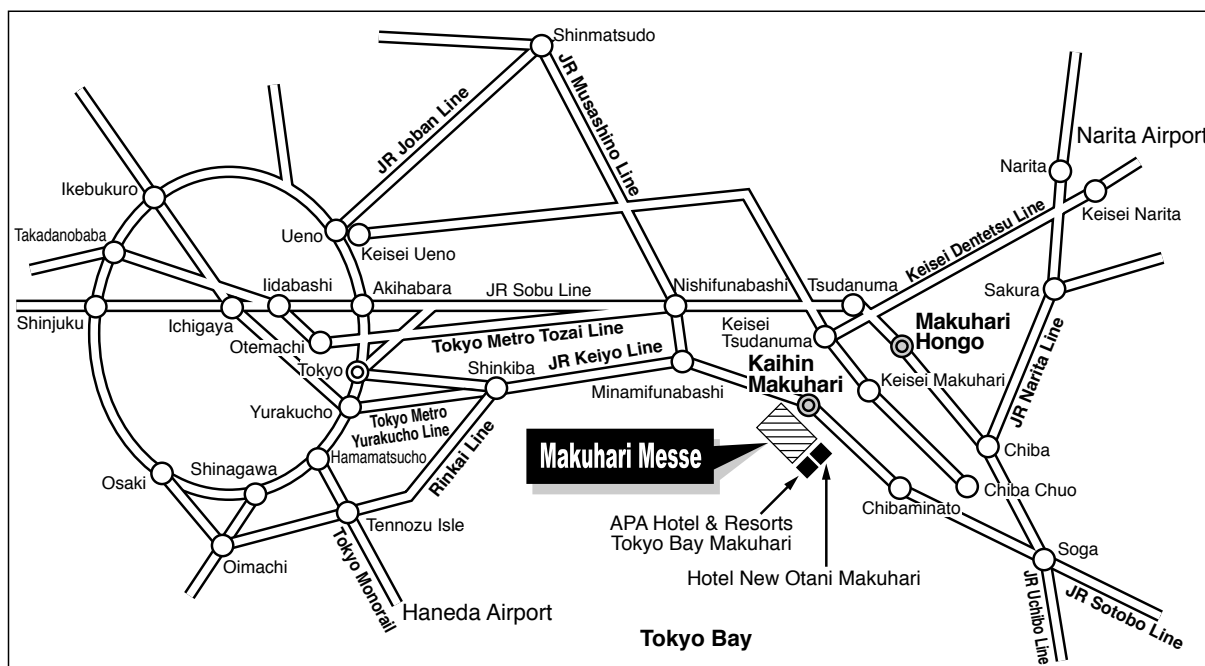 Shinmatsudo
JR Joban Line
JR Musashino Line
Narita Airport
Narita
Ikebukuro
Keisei Narita
Takadanobaba
Ueno
Keisei Ueno
Keisei Dentetsu Line
Iidabashi
Akihabara
JR Sobu Line
Nishifunabashi
Tsudanuma
Sakura
Shinjuku
Ichigaya
Otemachi
Tokyo Metro Tozai Line
Keisei
Tsudanuma
Makuhari
Hongo
Tokyo
Shinkiba
JR Keiyo Line
Kaihin
Makuhari
Keisei Makuhari
JR Narita Line
Minamifunabashi
Yurakucho
Tokyo Metro
Yurakucho Line
Hamamatsucho
Rinkai Line
Makuhari Messe
Chiba
Shinagawa
Osaki
Chiba Chuo
Chibaminato
APA Hotel & Resorts
Tokyo Bay Makuhari
Tennozu Isle
Oimachi
Tokyo Monorail
Soga
Hotel New Otani Makuhari
Haneda Airport
JR Uchibo Line
JR Sotobo Line
Tokyo Bay